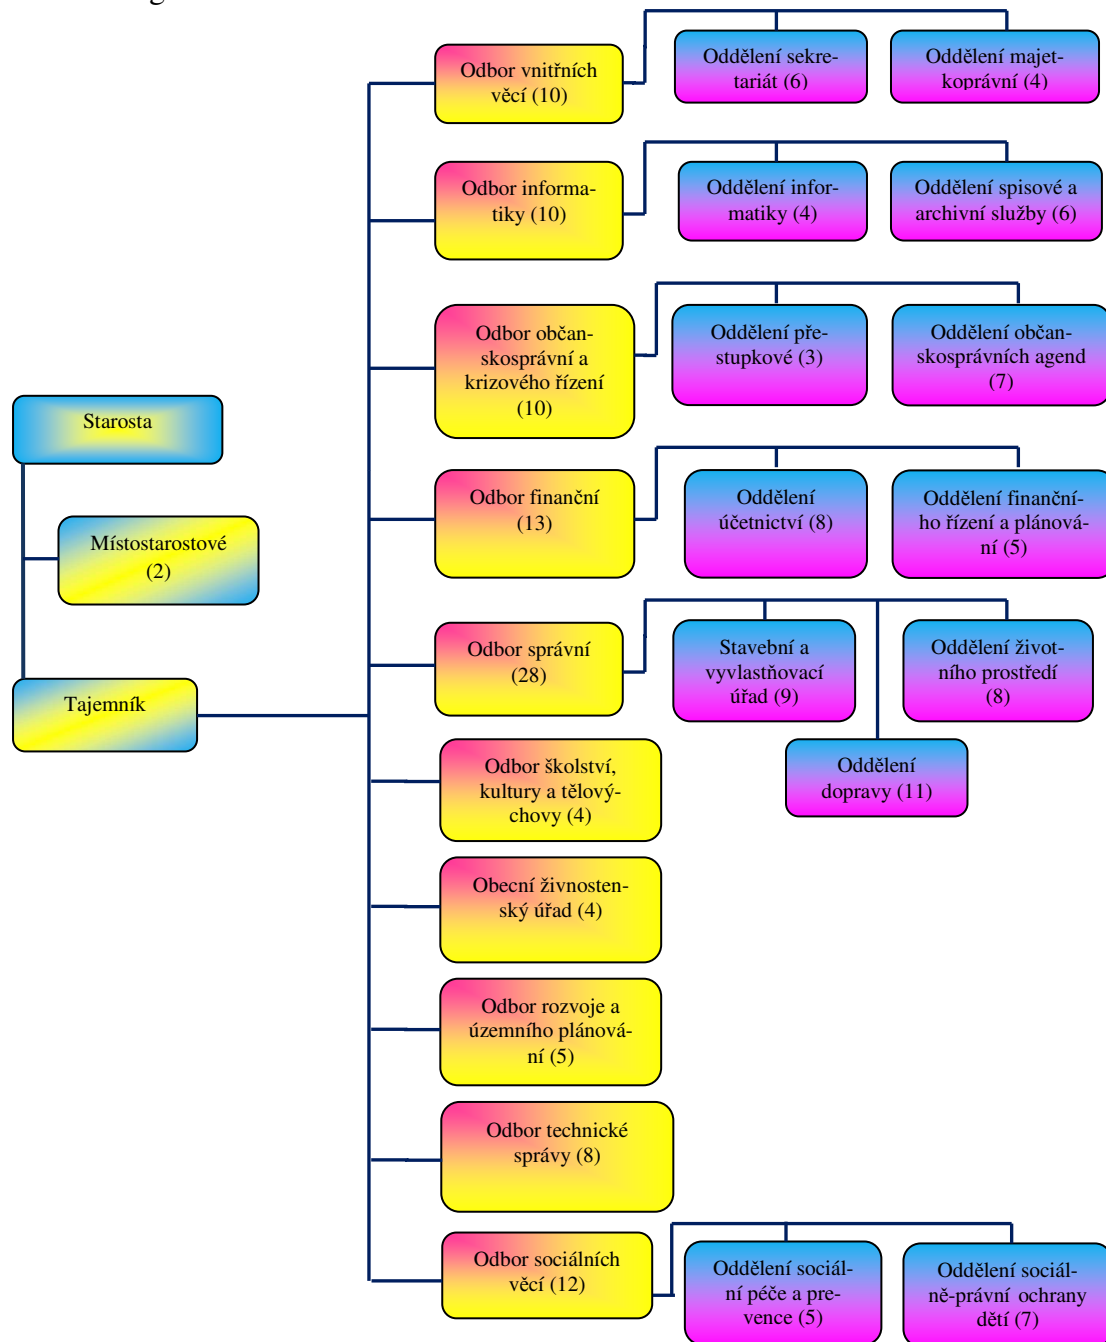 Starosta
Místostarostové
(2)
Tajemník
Odbor vnitřních
věcí (10)
Oddělení sekre-
tariát (6)
Oddělení majet-
koprávní (4)
Odbor informa-
tiky (10)
Oddělení infor-
matiky (4)
Oddělení spisové a
archivní služby (6)
Odbor občan-
skosprávní a
krizového řízení
(10)
Oddělení pře-
stupkové (3)
Oddělení občan-
skosprávních agend
(7)
Odbor finanční
(13)
Oddělení
účetnictví (8)
Oddělení finanční-
ho řízení a plánová-
ní (5)
Odbor správní
(28)
Stavební a
vyvlastňovací
úřad (9)
Oddělení život-
ního prostředí
(8)
Oddělení
dopravy (11)
Odbor školství,
kultury a tělový-
chovy (4)
Obecní živnosten-
ský úřad (4)
Odbor rozvoje a
územního plánová-
ní (5)
Odbor technické
správy (8)
Odbor sociálních
věcí (12)
Oddělení sociál-
ní péče a pre-
vence (5)
Oddělení sociál-
ně-právní ochrany
dětí (7)